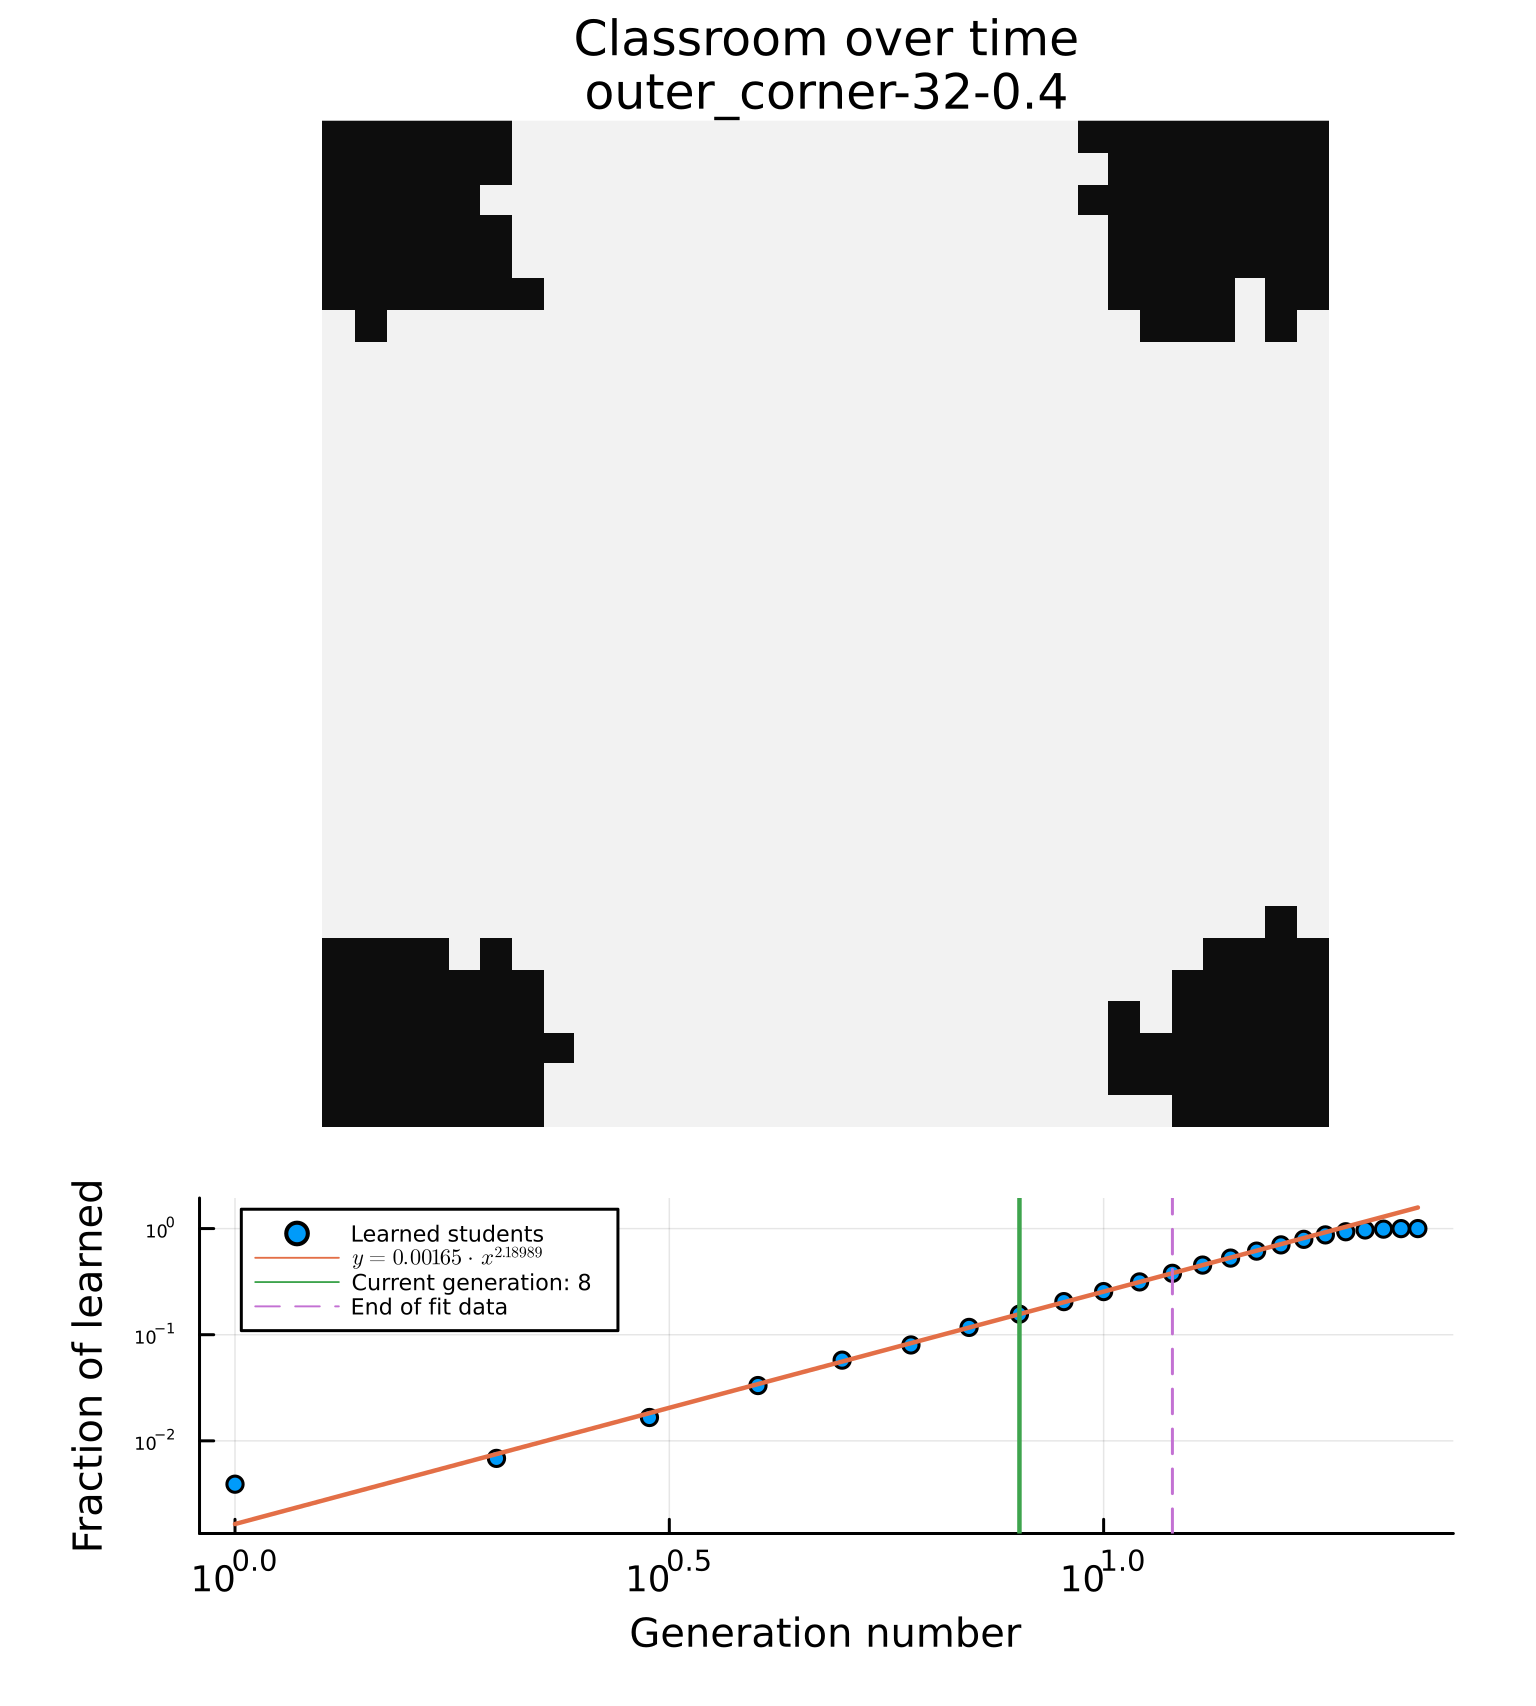 Classroom over time
outer_corner-32-0.4
Fraction of learned
10⁰
10⁻¹
10⁻²
Learned students
y = 0.00165 · x^2.18989
Current generation: 8
End of fit data
10^0.0 10^0.5 10^1.0
Generation number